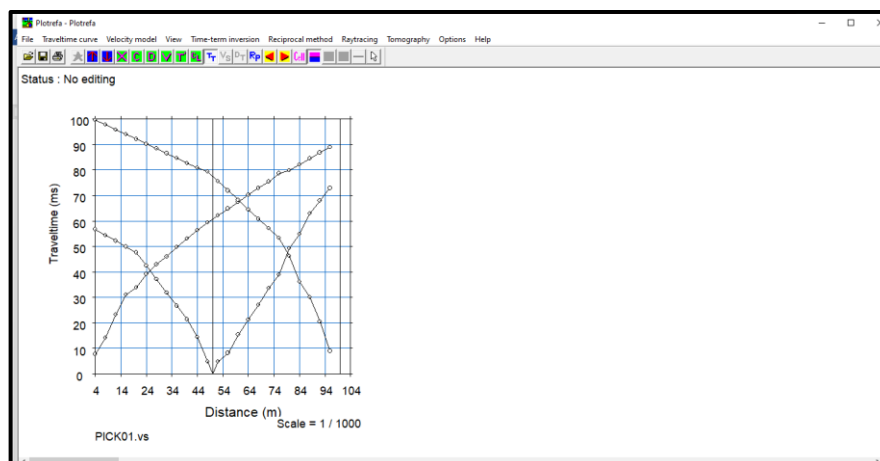 Plotrefa - Plotrefa
File Traveltime curve Velocity model View Time-term inversion Reciprocal method Raytracing Tomography Options Help
Status : No editing
100
90
80
70
60
50
40
30
20
10
0
Traveltime (ms)
4 14 24 34 44 54 64 74 84 94 104
Distance (m)
Scale = 1 / 1000
PICK01.vs